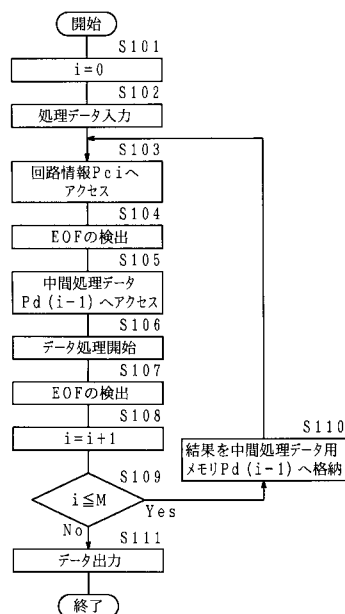 開始
S101
i=0
S102
処理データ入力
S103
回路情報Pciへ
アクセス
S104
EOFの検出
S105
中間処理データ
Pd(i-1)へアクセス
S106
データ処理開始
S107
EOFの検出
S108
i=i+1
S109
i≦M
Yes
No
S110
結果を中間処理データ用
メモリPd(i-1)へ格納
S111
データ出力
終了